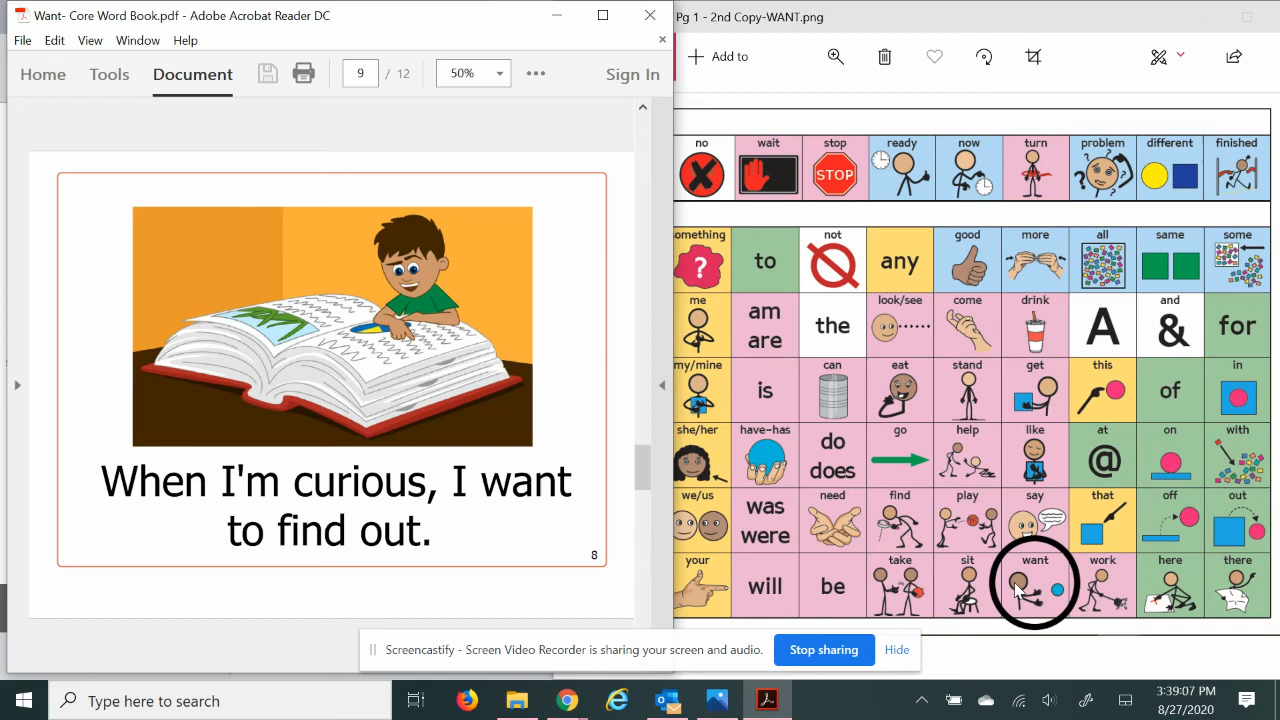 Want- Core Word Book.pdf - Adobe Acrobat Reader DC
File Edit View Window Help
Home Tools Document 9 / 12 50% Sign In
When I'm curious, I want
to find out.
8
Pg 1 - 2nd Copy-WANT.png
Add to
no wait stop ready now turn problem different finished
STOP
something to not any good more all same some
?
me am are the look/see come drink A and & for
my/mine is can eat stand get this of in
she/her have-has do does go help like at @ on with
we/us was were need find play say that off out
your will be take sit want work here there
Screencastify - Screen Video Recorder is sharing your screen and audio. Stop sharing Hide
Type here to search
3:39:07 PM
8/27/2020